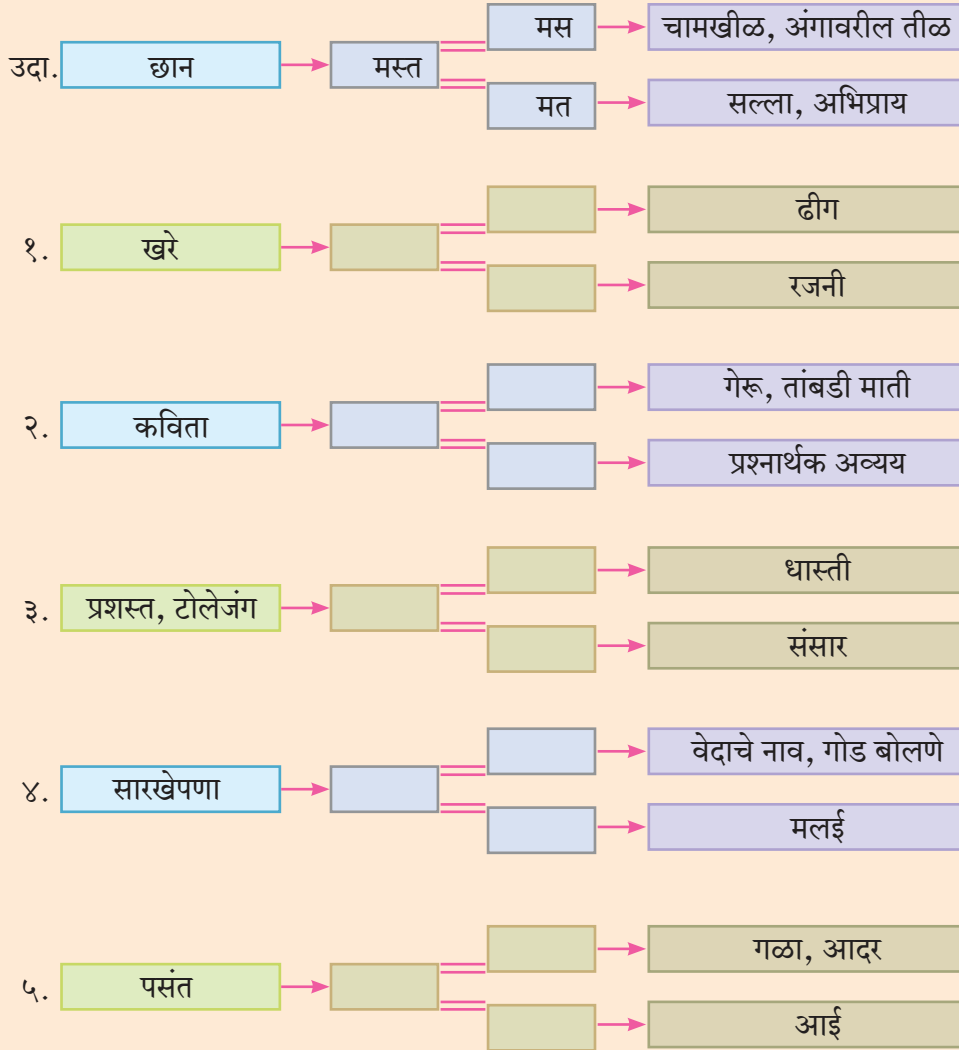 मस चामखीळ, अंगावरील तीळ
उदा. छान मस्त
मत सल्ला, अभिप्राय
ढीग
१. खरे
रजनी
गेरू, तांबडी माती
२. कविता
प्रश्नार्थक अव्यय
धास्ती
३. प्रशस्त, टोलेजंग
संसार
वेदाचे नाव, गोड बोलणे
४. सारखेपणा
मलई
गळा, आदर
५. पसंत
आई